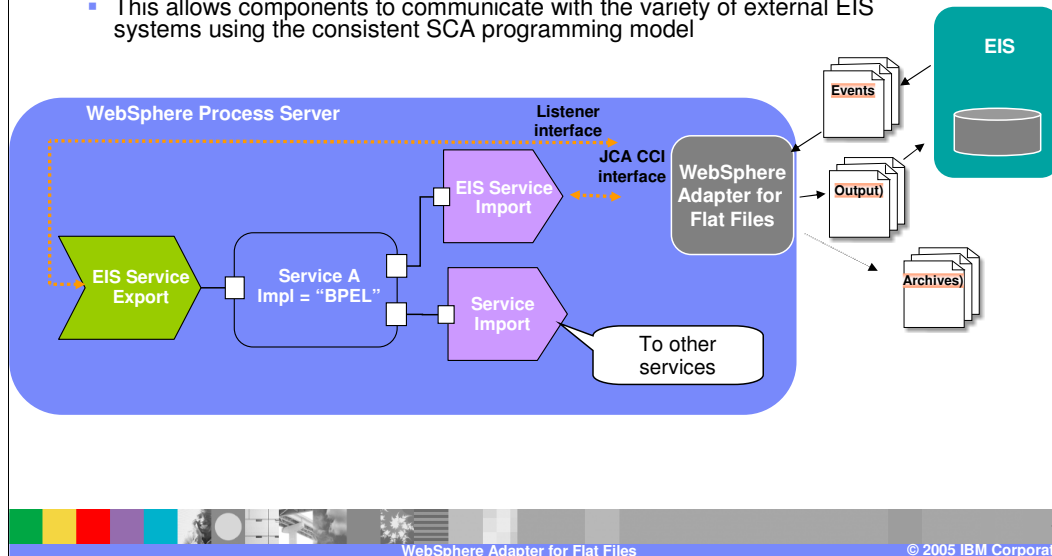 This allows components to communicate with the variety of external EIS
systems using the consistent SCA programming model
EIS
Events
WebSphere Process Server
Listener
interface
JCA CCI
interface
EIS Service
Import
WebSphere
Adapter for
Flat Files
Output)
EIS Service
Export
Service A
Impl = “BPEL”
Service
Import
Archives)
To other
services
WebSphere Adapter for Flat Files
© 2005 IBM Corporat